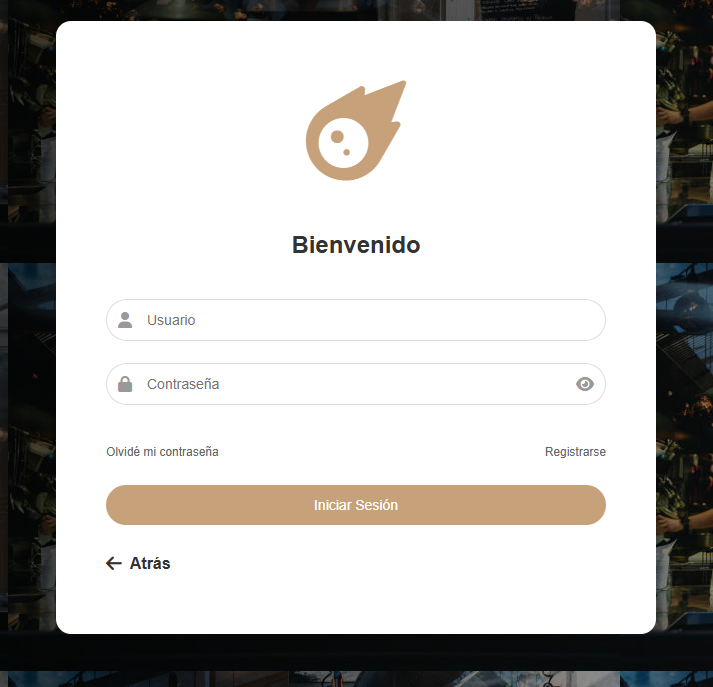 Bienvenido
Usuario
Contraseña
Olvidé mi contraseña
Registrarse
Iniciar Sesión
Atrás